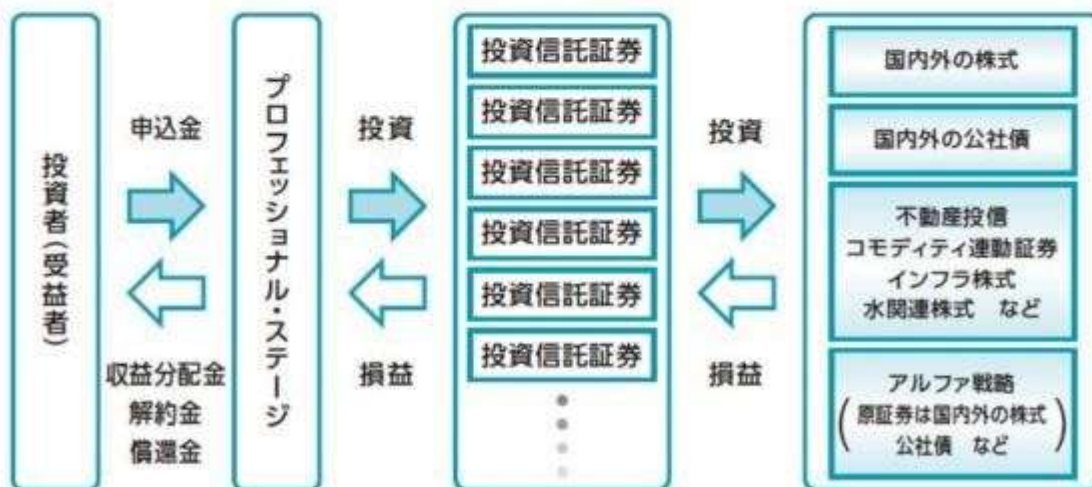 投資者(受益者)
申込金
収益分配金
解約金
償還金
プロフェッショナル・ステージ
投資
損益
投資信託証券
投資信託証券
投資信託証券
投資信託証券
投資信託証券
投資信託証券
投資
損益
国内外の株式
国内外の公社債
不動産投信
コモディティ連動証券
インフラ株式
水関連株式 など
アルファ戦略
(原証券は国内外の株式
公社債 など)